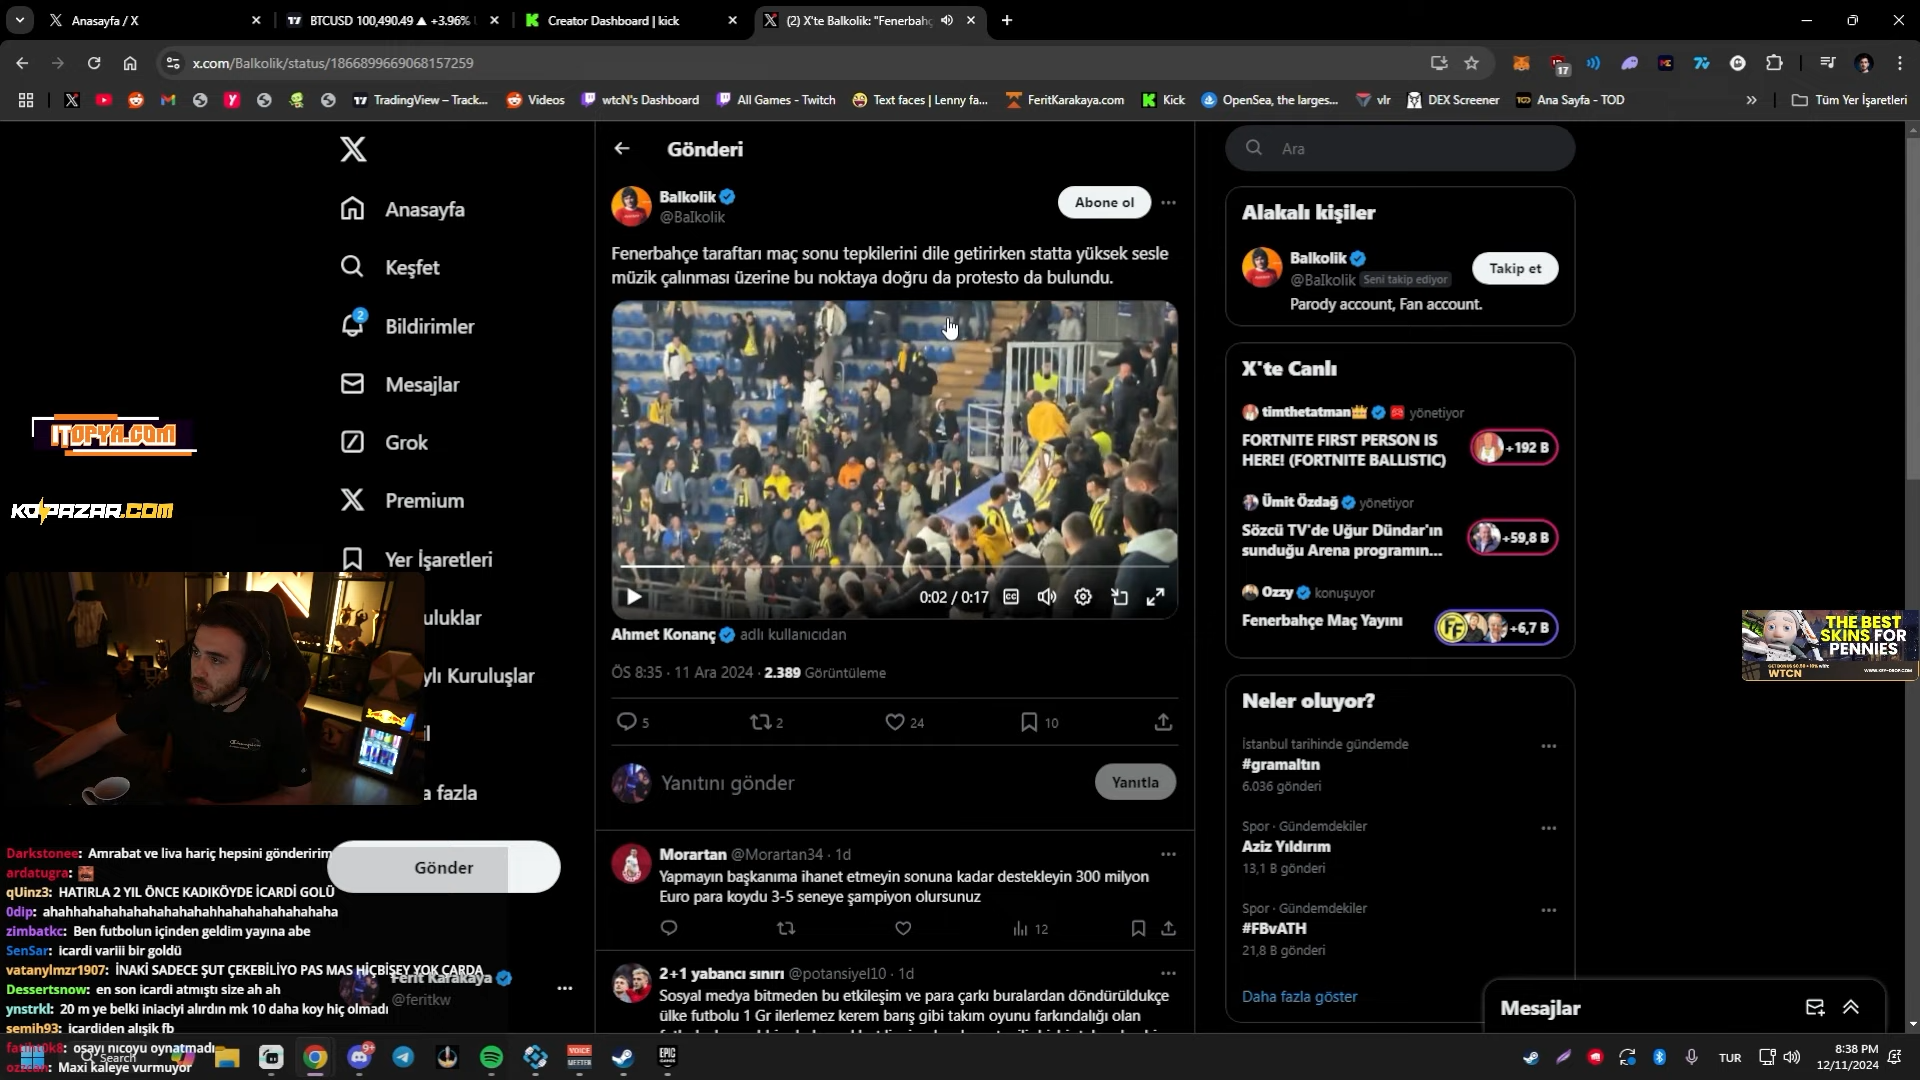 Anasayfa / X
BTCUSD 100,490.49 ▲ +3.96%
Creator Dashboard | kick
(2) X'te Balkolik: "Fenerbahç
x.com/Balkolik/status/1866899669068157259
17
TradingView – Track...
Videos
wtcN's Dashboard
All Games - Twitch
Text faces | Lenny fa...
FeritKarakaya.com
Kick
OpenSea, the larges...
vlr
DEX Screener
Ana Sayfa - TOD
»
Tüm Yer İşaretleri
Anasayfa
Keşfet
2
Bildirimler
Mesajlar
Grok
Premium
Yer İşaretleri
uluklar
ylı Kuruluşlar
il
a fazla
Gönder
Ferit Karakaya
@feritkw
ITOPYA.COM
KOPAZAR.COM
Gönderi
Balkolik
@Balkolik
Abone ol
Fenerbahçe taraftarı maç sonu tepkilerini dile getirirken statta yüksek sesle
müzik çalınması üzerine bu noktaya doğru da protesto da bulundu.
0:02 / 0:17
Ahmet Konanç adlı kullanıcıdan
ÖS 8:35 · 11 Ara 2024 · 2.389 Görüntüleme
5
2
24
10
Yanıtını gönder
Yanıtla
Morartan @Morartan34 · 1d
Yapmayın başkanıma ihanet etmeyin sonuna kadar destekleyin 300 milyon
Euro para koydu 3-5 seneye şampiyon olursunuz
12
2+1 yabancı sınırı @potansiyel10 · 1d
Sosyal medya bitmeden bu etkileşim ve para çarkı buralardan döndürüldükçe
ülke futbolu 1 Gr ilerlemez kerem barış gibi takım oyunu farkındalığı olan
Ara
Alakalı kişiler
Balkolik
@Balkolik Seni takip ediyor
Takip et
Parody account, Fan account.
X'te Canlı
timthetatman yönetiyor
FORTNITE FIRST PERSON IS
HERE! (FORTNITE BALLISTIC)
+192 B
Ümit Özdağ yönetiyor
Sözcü TV'de Uğur Dündar'ın
sunduğu Arena programın...
+59,8 B
Ozzy konuşuyor
Fenerbahçe Maç Yayını
+6,7 B
Neler oluyor?
İstanbul tarihinde gündemde
#gramaltın
6.036 gönderi
Spor · Gündemdekiler
Aziz Yıldırım
13,1 B gönderi
Spor · Gündemdekiler
#FBvATH
21,8 B gönderi
Daha fazla göster
Mesajlar
THE BEST
SKINS FOR
PENNIES
WTCN
Darkstonee: Amrabat ve liva hariç hepsini gönderirim
ardatugra:
qUinz3: HATIRLA 2 YIL ÖNCE KADIKÖYDE İCARDİ GOLÜ
0dip: ahahhahahahahahahahahhahahahahahaha
zimbatkc: Ben futbolun içinden geldim yayına abe
SenSar: icardi variii bir goldü
vatanylmzr1907: İNAKİ SADECE ŞUT ÇEKEBİLİYO PAS MAS HİÇBİŞEY YOK ÇARDA
Dessertsnow: en son icardi atmıştı size ah ah
ynstrkl: 20 m ye belki iniaciyi alırdın mk 10 daha koy hiç olmadı
semih93: icardiden alışik fb
osayı nicoyu oynatmadı
Maxi kaleye vurmuyor
Search
9+
VOICE
MEETER
EPIC
TUR
8:38 PM
12/11/2024